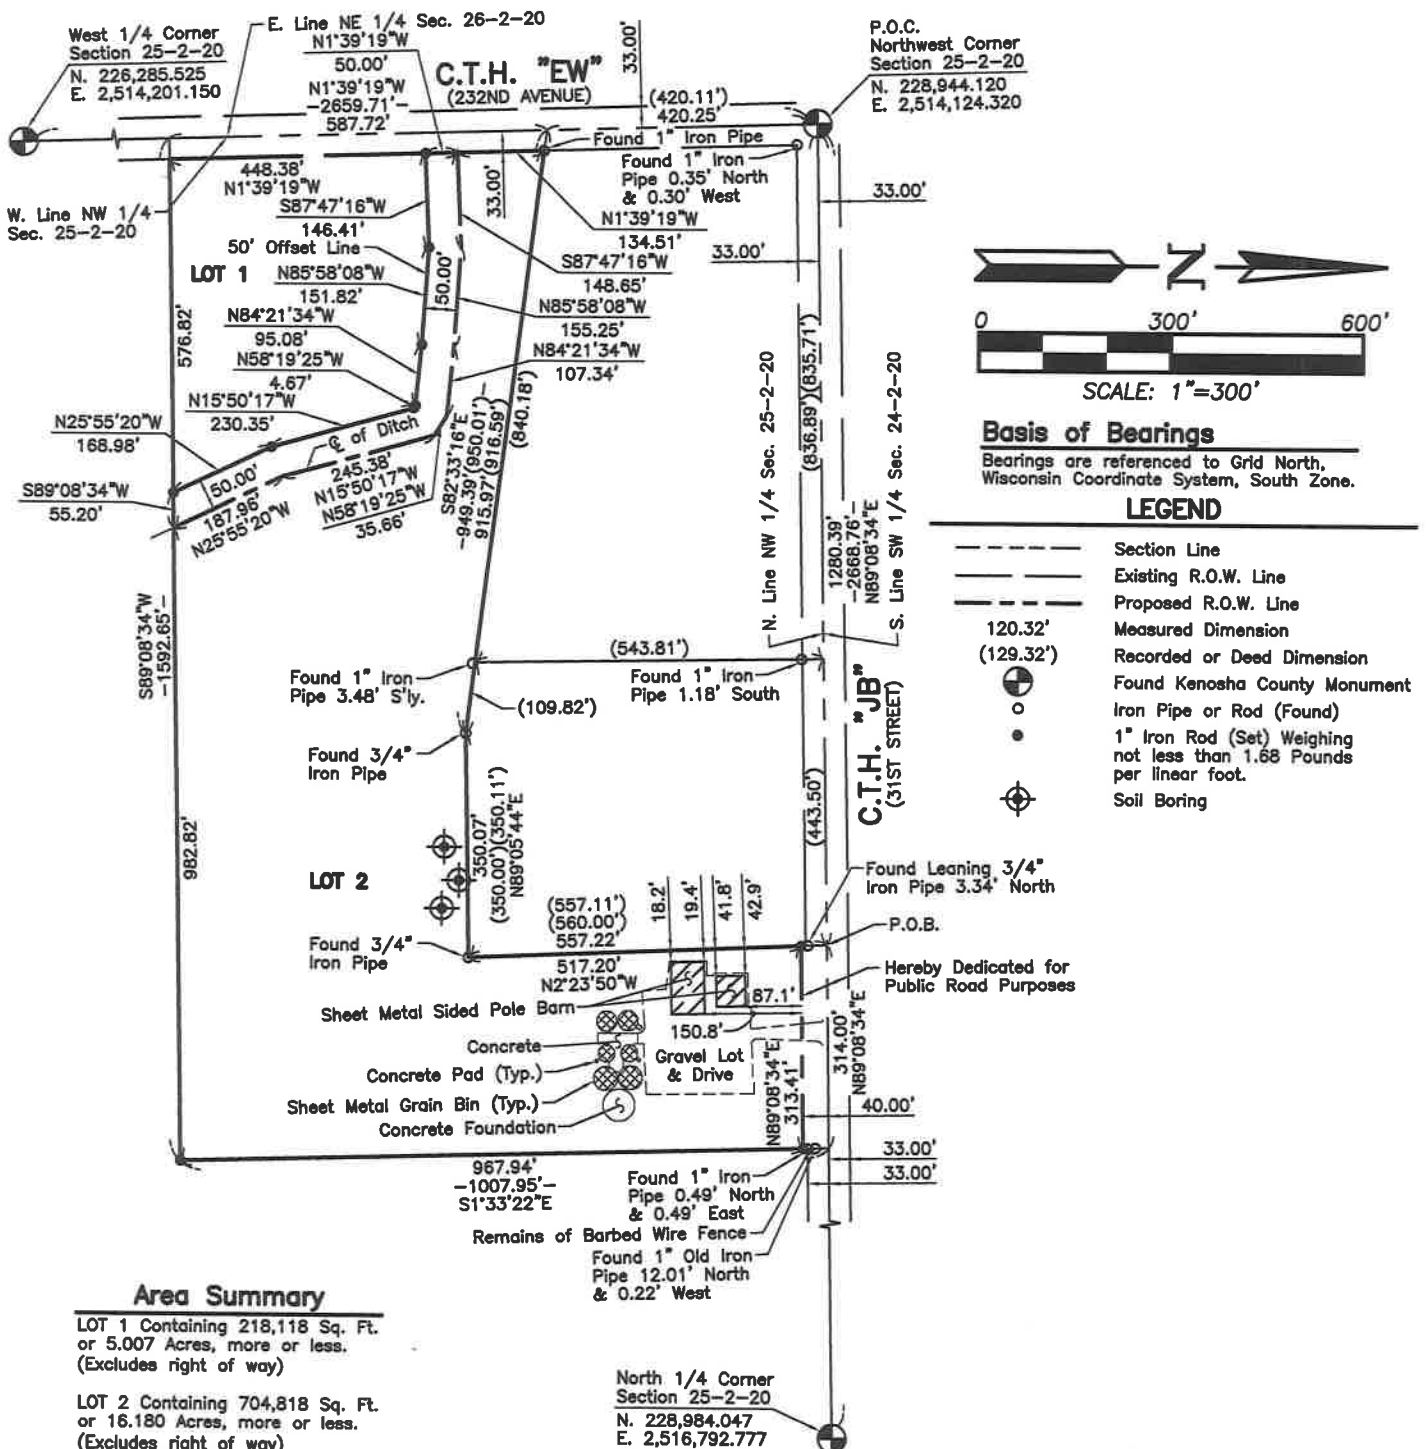 E. Line NE 1/4 Sec. 26-2-20
West 1/4 Corner
Section 25-2-20
N. 226,285.525
E. 2,514,201.150
N1°39'19"W
50.00'
N1°39'19"W
-2659.71'-
587.72'
C.T.H. "EW"
(232ND AVENUE)
33.00'
(420.11')
420.25'
P.O.C.
Northwest Corner
Section 25-2-20
N. 228,944.120
E. 2,514,124.320
Found 1" Iron Pipe
Found 1" Iron
Pipe 0.35' North
& 0.30' West
448.38'
N1°39'19"W
W. Line NW 1/4
Sec. 25-2-20
S87°47'16"W
146.41'
33.00'
N1°39'19"W
134.51'
33.00'
33.00'
50' Offset Line
LOT 1
N85°58'08"W
151.82'
50.00'
S87°47'16"W
148.65'
N85°58'08"W
155.25'
N84°21'34"W
95.08'
N84°21'34"W
107.34'
N58°19'25"W
4.67'
N15°50'17"W
230.35'
576.82'
N25°55'20"W
168.98'
℄ of Ditch
S89°08'34"W
55.20'
50.00'
187.96'
N25°55'20"W
245.38'
N15°50'17"W
N58°19'25"W
35.66'
S82°33'16"E
-949.39'(950.01')-
915.97'(916.59')
(840.18')
(836.89')(835.71')
N. Line NW 1/4 Sec. 25-2-20
1280.39'
-2668.76'-
N89°08'34"E
S. Line SW 1/4 Sec. 24-2-20
N
0 300' 600'
SCALE: 1"=300'
Basis of Bearings
Bearings are referenced to Grid North,
Wisconsin Coordinate System, South Zone.
LEGEND
Section Line
Existing R.O.W. Line
Proposed R.O.W. Line
120.32' Measured Dimension
(129.32') Recorded or Deed Dimension
Found Kenosha County Monument
Iron Pipe or Rod (Found)
1" Iron Rod (Set) Weighing
not less than 1.68 Pounds
per linear foot.
Soil Boring
S89°08'34"W
-1592.65'-
(543.81')
Found 1" Iron
Pipe 3.48' S'ly.
Found 1" Iron
Pipe 1.18' South
(109.82')
C.T.H. "JB"
(31ST STREET)
Found 3/4"
Iron Pipe
350.07'
(350.00')(350.11')
N89°05'44"E
(443.50')
982.82'
LOT 2
Found Leaning 3/4"
Iron Pipe 3.34' North
P.O.B.
(557.11')
(560.00')
557.22'
517.20'
N2°23'50"W
18.2'
19.4'
41.8'
42.9'
Found 3/4"
Iron Pipe
Hereby Dedicated for
Public Road Purposes
Sheet Metal Sided Pole Barn
87.1'
150.8'
Concrete
Gravel Lot
& Drive
Concrete Pad (Typ.)
Sheet Metal Grain Bin (Typ.)
Concrete Foundation
N89°08'34"E
313.41'
314.00'
N89°08'34"E
40.00'
33.00'
33.00'
967.94'
-1007.95'-
S1°33'22"E
Found 1" Iron
Pipe 0.49' North
& 0.49' East
Remains of Barbed Wire Fence
Found 1" Old Iron
Pipe 12.01' North
& 0.22' West
Area Summary
LOT 1 Containing 218,118 Sq. Ft.
or 5.007 Acres, more or less.
(Excludes right of way)
LOT 2 Containing 704,818 Sq. Ft.
or 16.180 Acres, more or less.
(Excludes right of way)
North 1/4 Corner
Section 25-2-20
N. 228,984.047
E. 2,516,792.777